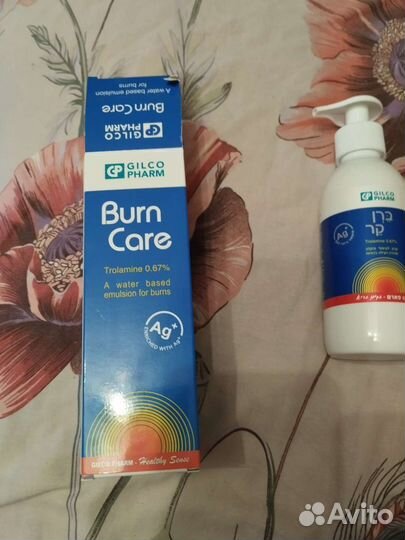 A water based emulsion
for burns
Burn Care
GILCO
PHARM
GP
GILCO
PHARM
Burn
Care
Trolamine 0.67%
A water based
emulsion for burns
Ag+
ENRICHED WITH Ag+
GILCO PHARM - Healthy Sense
GP GILCO
PHARM
ברן
קר
Ag+
Trolamine 0.67%
Avito